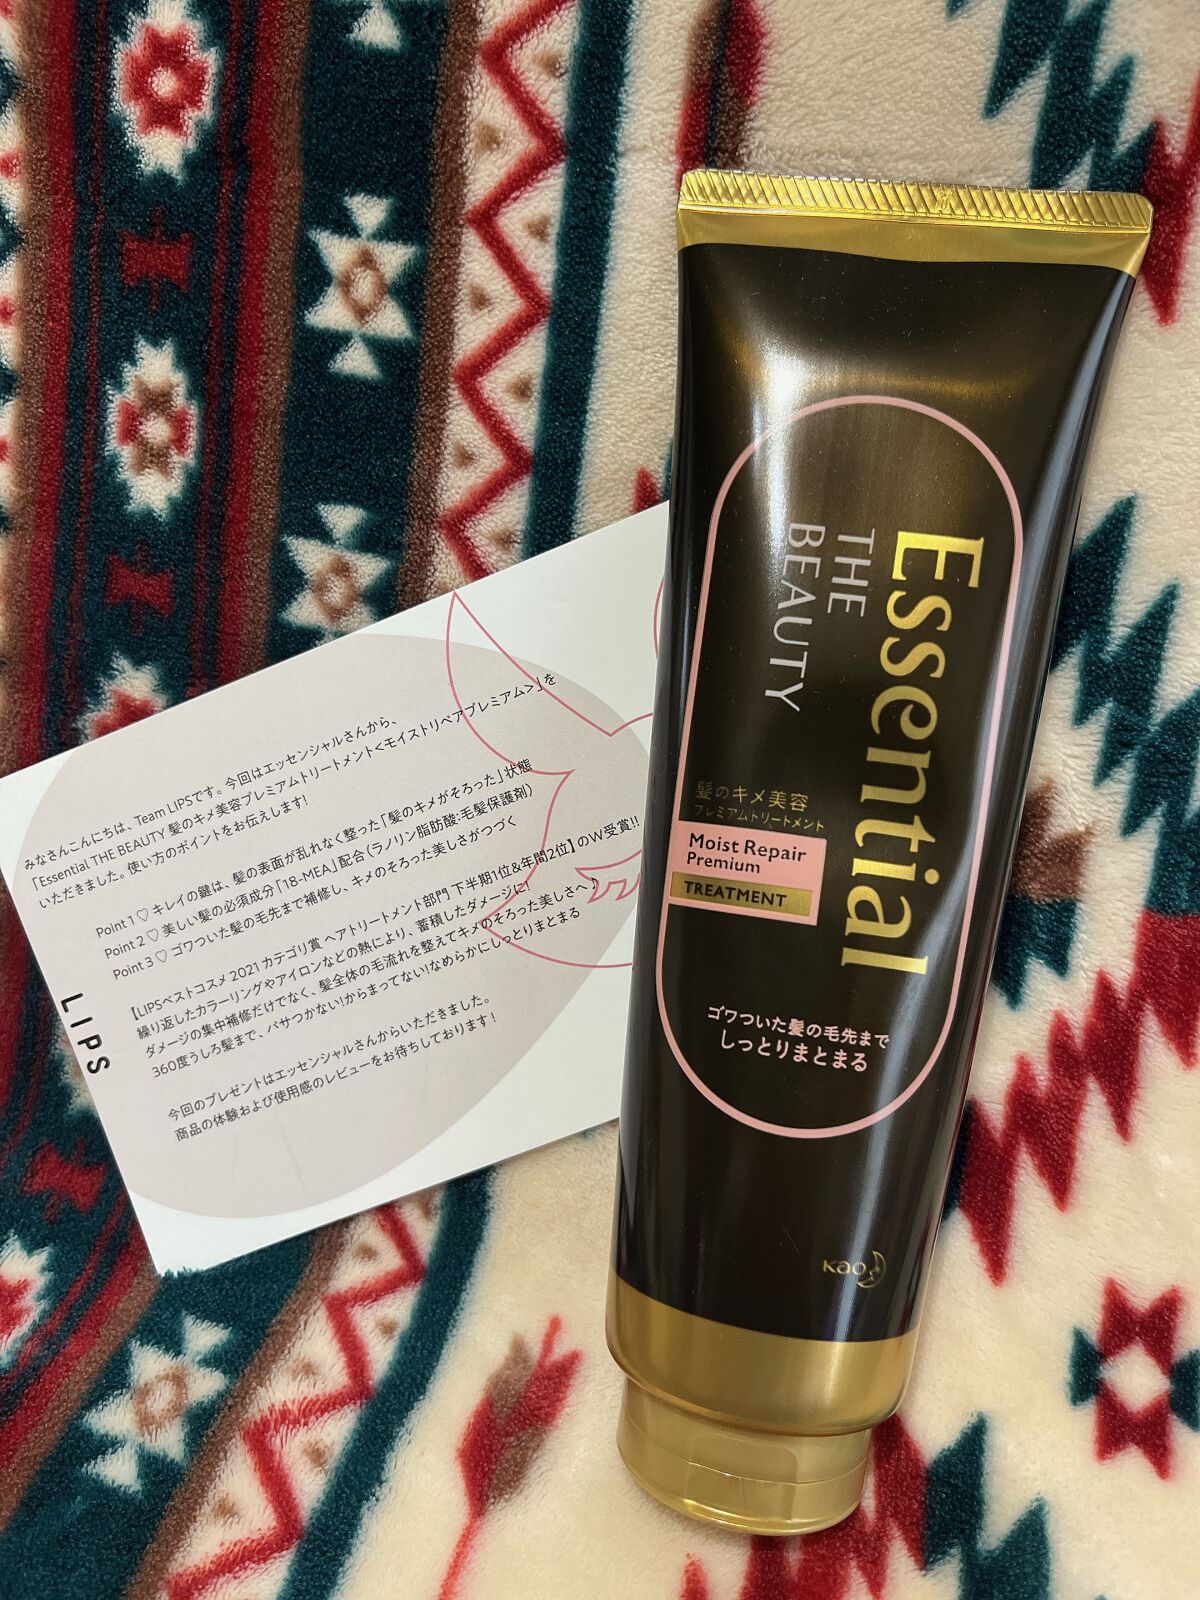 みなさんこんにちは、Team LIPSです。今回はエッセンシャルさんから、
「Essential THE BEAUTY 髪のキメ美容プレミアムトリートメント<モイストリペアプレミアム>」を
いただきました。使い方のポイントをお伝えします!
Point 1 ♡ キレイの鍵は、髪の表面が乱れなく整った「髪のキメがそろった」状態
Point 2 ♡ 美しい髪の必須成分「18-MEA」配合(ラノリン脂肪酸:毛髪保護剤)
Point 3 ♡ ゴワついた髪の毛先まで補修し、キメのそろった美しさがつづく
【LIPSベストコスメ2021カテゴリ賞 ヘアトリートメント部門 下半期1位&年間2位】のW受賞!!
繰り返したカラーリングやアイロンなどの熱により、蓄積したダメージに!
ダメージの集中補修だけでなく、髪全体の毛流れを整えてキメのそろった美しさへ♪
360度うしろ髪まで、パサつかない!からまってない!なめらかにしっとりまとまる
今回のプレゼントはエッセンシャルさんからいただきました。
商品の体験および使用感のレビューをお待ちしております!
LIPS
Essential
THE
BEAUTY
髪のキメ美容
プレミアムトリートメント
Moist Repair
Premium
TREATMENT
ゴワついた髪の毛先まで
しっとりまとまる
Kao